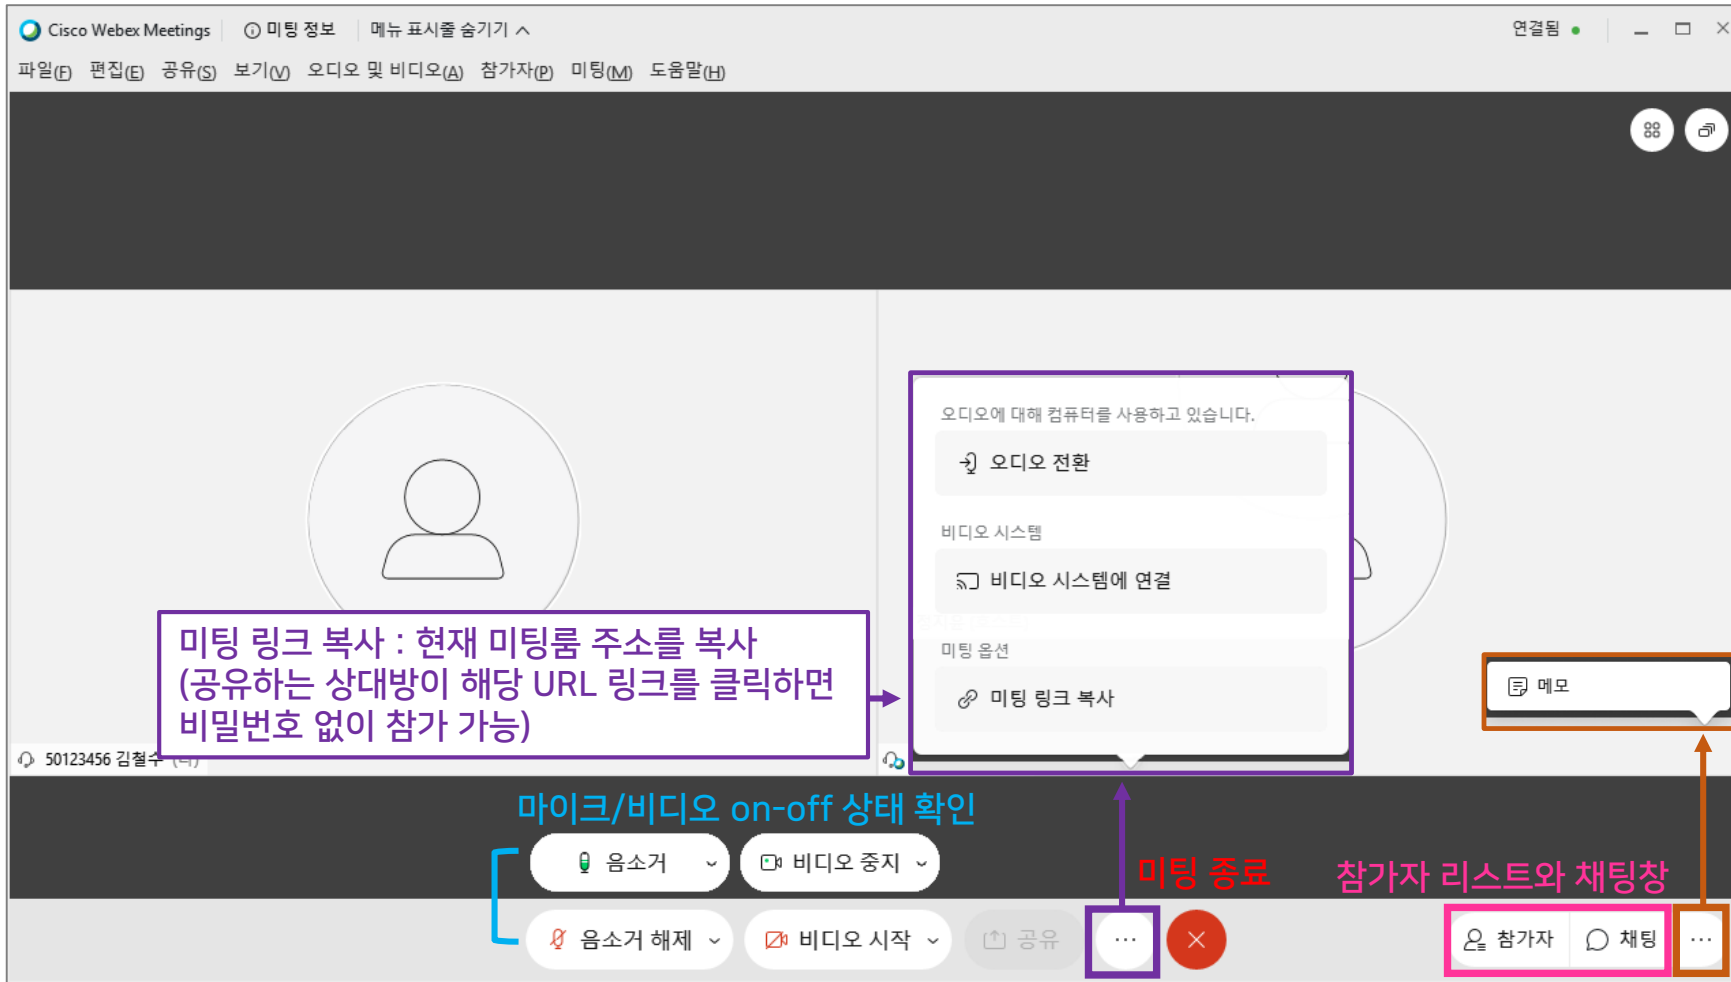 Cisco Webex Meetings 미팅 정보 메뉴 표시줄 숨기기 연결됨
파일(F) 편집(E) 공유(S) 보기(V) 오디오 및 비디오(A) 참가자(P) 미팅(M) 도움말(H)
오디오에 대해 컴퓨터를 사용하고 있습니다.
오디오 전환
비디오 시스템
비디오 시스템에 연결
미팅 옵션
미팅 링크 복사
미팅 링크 복사 : 현재 미팅룸 주소를 복사
(공유하는 상대방이 해당 URL 링크를 클릭하면
비밀번호 없이 참가 가능)
메모
50123456 김철수
마이크/비디오 on-off 상태 확인
음소거 비디오 중지
미팅 종료
참가자 리스트와 채팅창
음소거 해제 비디오 시작 공유 ... 참가자 채팅 ...